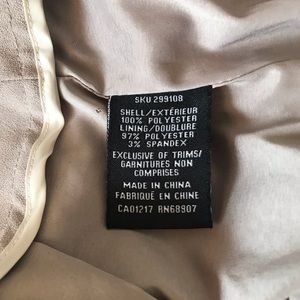 SKU 299108
SHELL/EXTÉRIEUR
100% POLYESTER
LINING/DOUBLURE
97% POLYESTER
3% SPANDEX
EXCLUSIVE OF TRIMS/
GARNITURES NON
COMPRISES
MADE IN CHINA
FABRIQUÉ EN CHINE
CA01217 RN68907